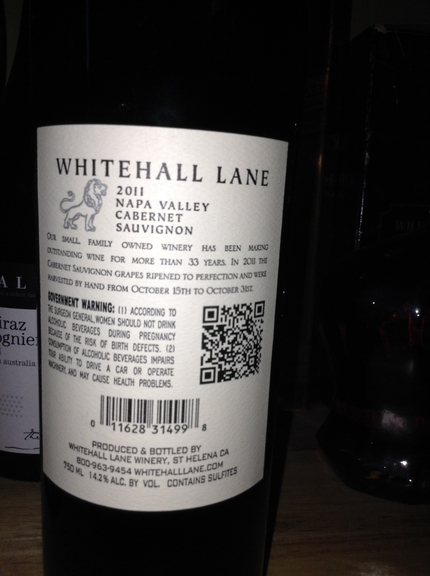 WHITEHALL LANE
2011
NAPA VALLEY
CABERNET
SAUVIGNON
OUR SMALL, FAMILY OWNED WINERY HAS BEEN MAKING
OUTSTANDING WINE FOR MORE THAN 33 YEARS. IN 2011 THE
CABERNET SAUVIGNON GRAPES RIPENED TO PERFECTION AND WERE
HARVESTED BY HAND FROM OCTOBER 15TH TO OCTOBER 31ST.
GOVERNMENT WARNING: (1) ACCORDING TO
THE SURGEON GENERAL, WOMEN SHOULD NOT DRINK
ALCOHOLIC BEVERAGES DURING PREGNANCY
BECAUSE OF THE RISK OF BIRTH DEFECTS. (2)
CONSUMPTION OF ALCOHOLIC BEVERAGES IMPAIRS
YOUR ABILITY TO DRIVE A CAR OR OPERATE
MACHINERY, AND MAY CAUSE HEALTH PROBLEMS.
0 11628 31499 8
PRODUCED & BOTTLED BY
WHITEHALL LANE WINERY, ST HELENA CA
800-963-9454 WHITEHALLLANE.COM
750 ML 14.2% ALC. BY VOL. CONTAINS SULFITES
A L
iraz
ognier
australia